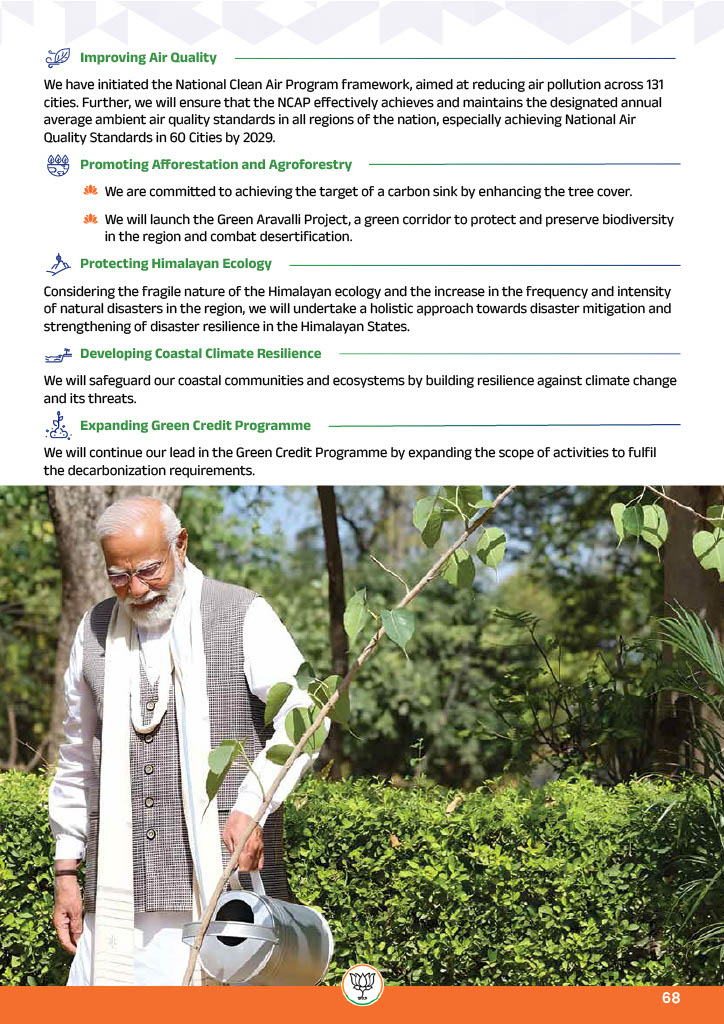 Improving Air Quality
We have initiated the National Clean Air Program framework, aimed at reducing air pollution across 131
cities. Further, we will ensure that the NCAP effectively achieves and maintains the designated annual
average ambient air quality standards in all regions of the nation, especially achieving National Air
Quality Standards in 60 Cities by 2029.
Promoting Afforestation and Agroforestry
We are committed to achieving the target of a carbon sink by enhancing the tree cover.
We will launch the Green Aravalli Project, a green corridor to protect and preserve biodiversity
in the region and combat desertification.
Protecting Himalayan Ecology
Considering the fragile nature of the Himalayan ecology and the increase in the frequency and intensity
of natural disasters in the region, we will undertake a holistic approach towards disaster mitigation and
strengthening of disaster resilience in the Himalayan States.
Developing Coastal Climate Resilience
We will safeguard our coastal communities and ecosystems by building resilience against climate change
and its threats.
Expanding Green Credit Programme
We will continue our lead in the Green Credit Programme by expanding the scope of activities to fulfil
the decarbonization requirements.
68